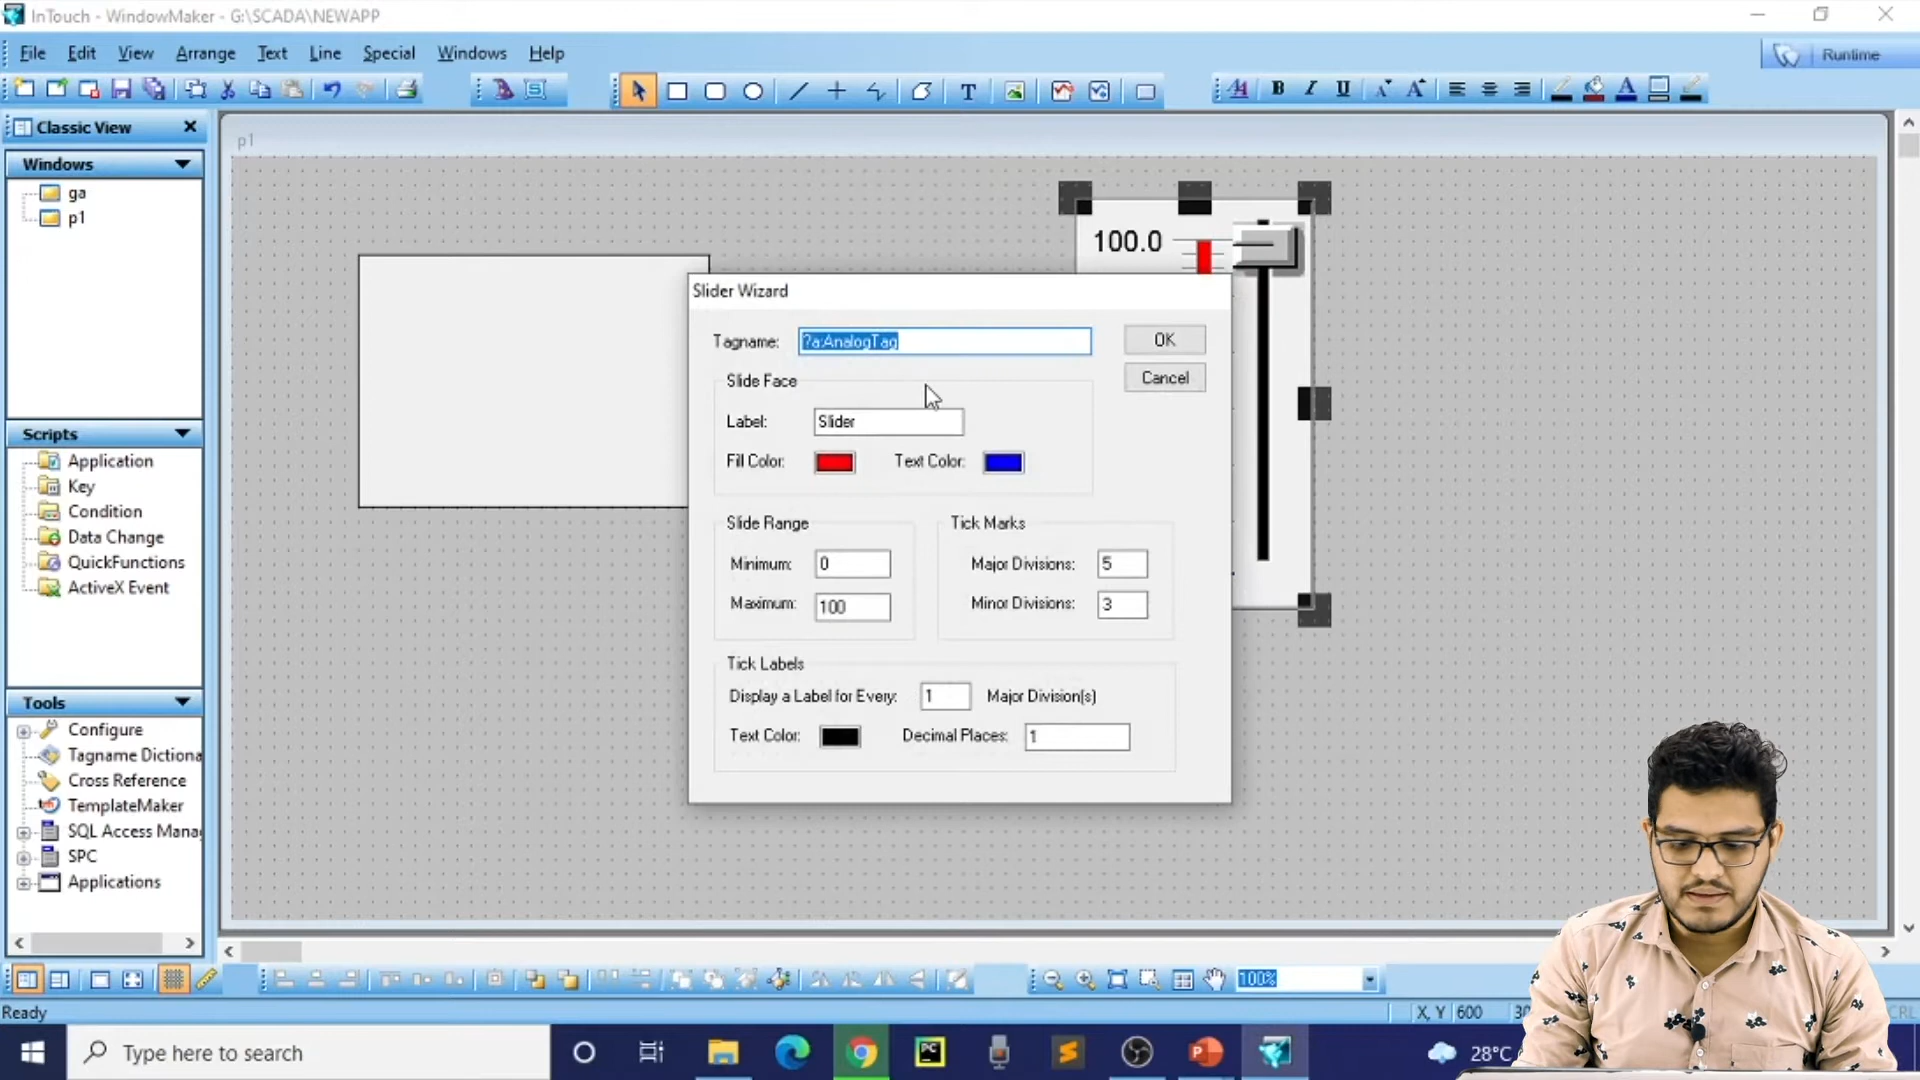 InTouch - WindowMaker - G:\SCADA\NEWAPP
File Edit View Arrange Text Line Special Windows Help
Runtime
Classic View
Windows
ga
p1
Scripts
Application
Key
Condition
Data Change
QuickFunctions
ActiveX Event
Tools
Configure
Tagname Dictiona
Cross Reference
TemplateMaker
SQL Access Mana
SPC
Applications
p1
100.0
Slider Wizard
Tagname: ?a:AnalogTag
OK
Cancel
Slide Face
Label: Slider
Fill Color: Text Color:
Slide Range
Minimum: 0
Maximum: 100
Tick Marks
Major Divisions: 5
Minor Divisions: 3
Tick Labels
Display a Label for Every: 1 Major Division(s)
Text Color: Decimal Places: 1
100%
Ready
X, Y 600
Type here to search
28°C